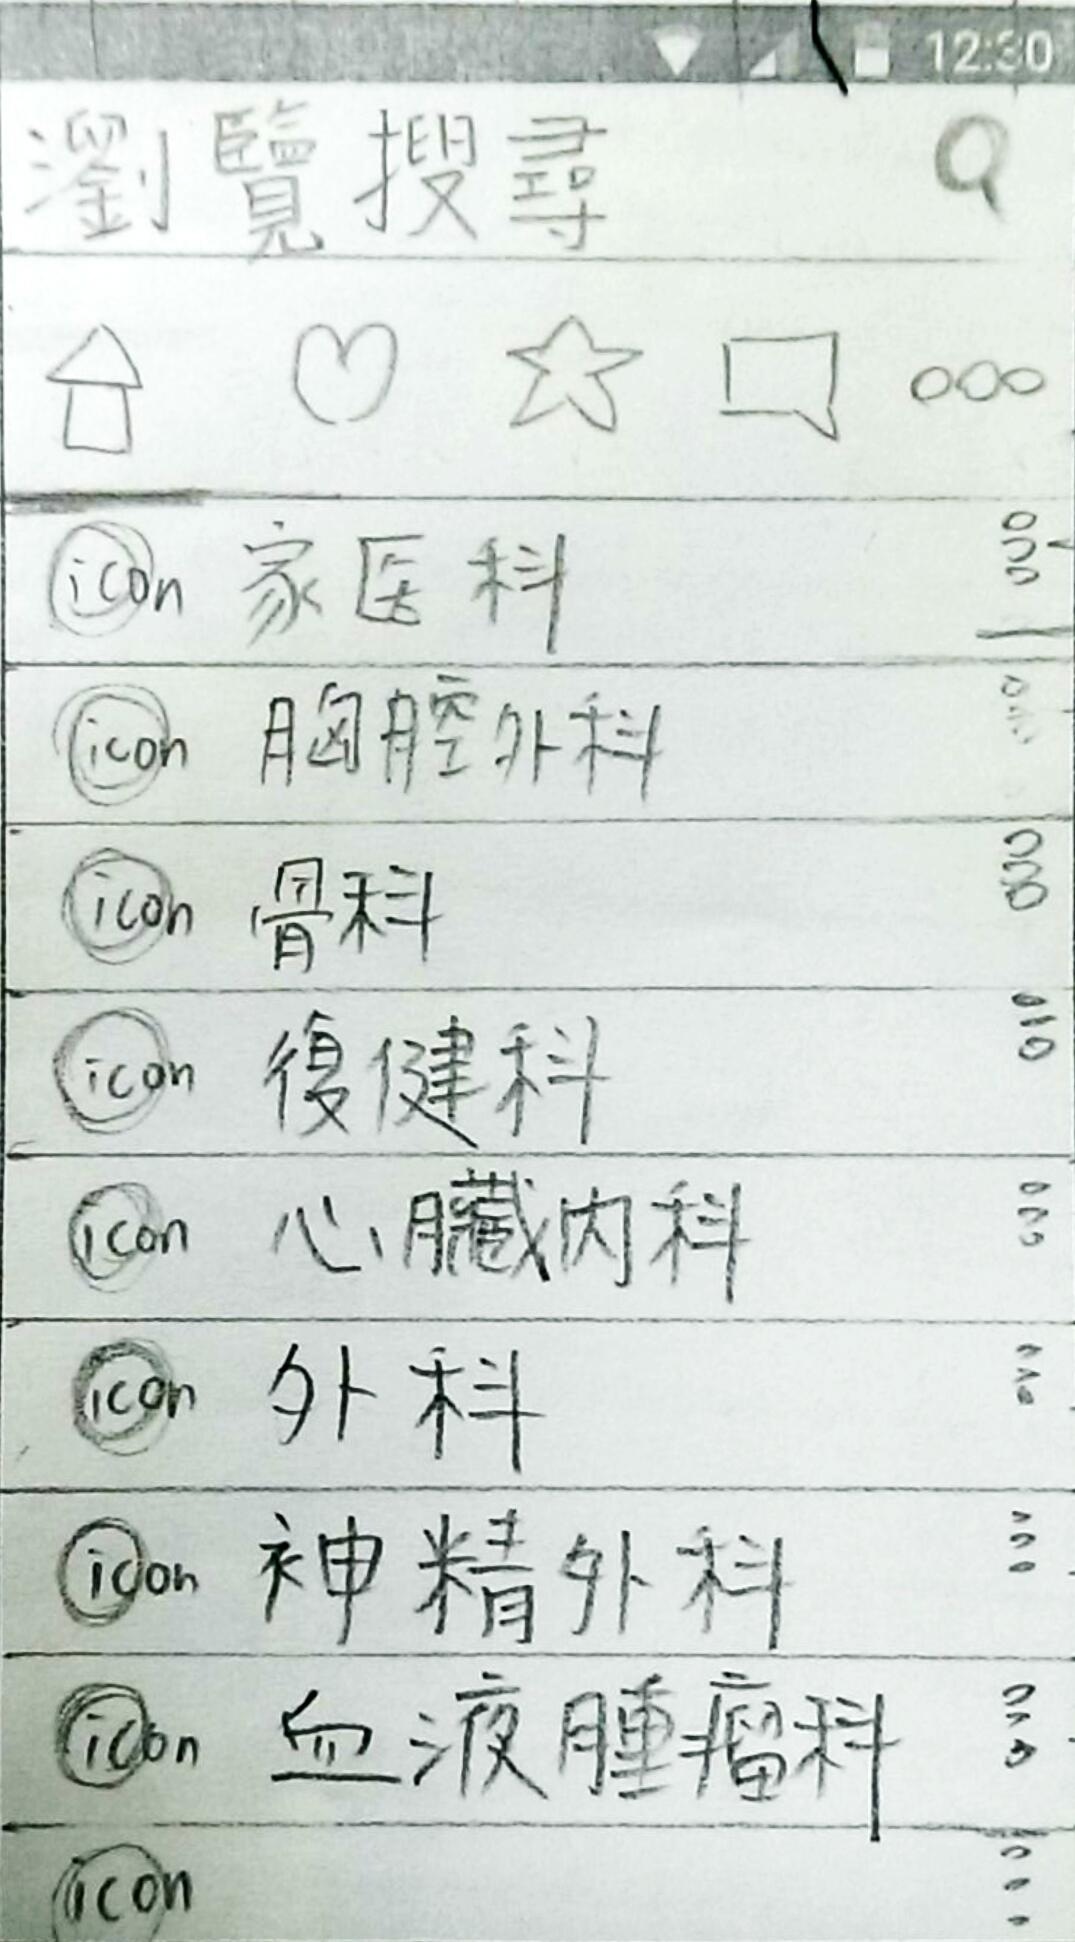 12:30
瀏覽搜尋
icon 家医科
icon 胸腔外科
icon 骨科
icon 復健科
icon 心臟内科
icon 外科
icon 神精外科
icon 血液腫瘤科
icon